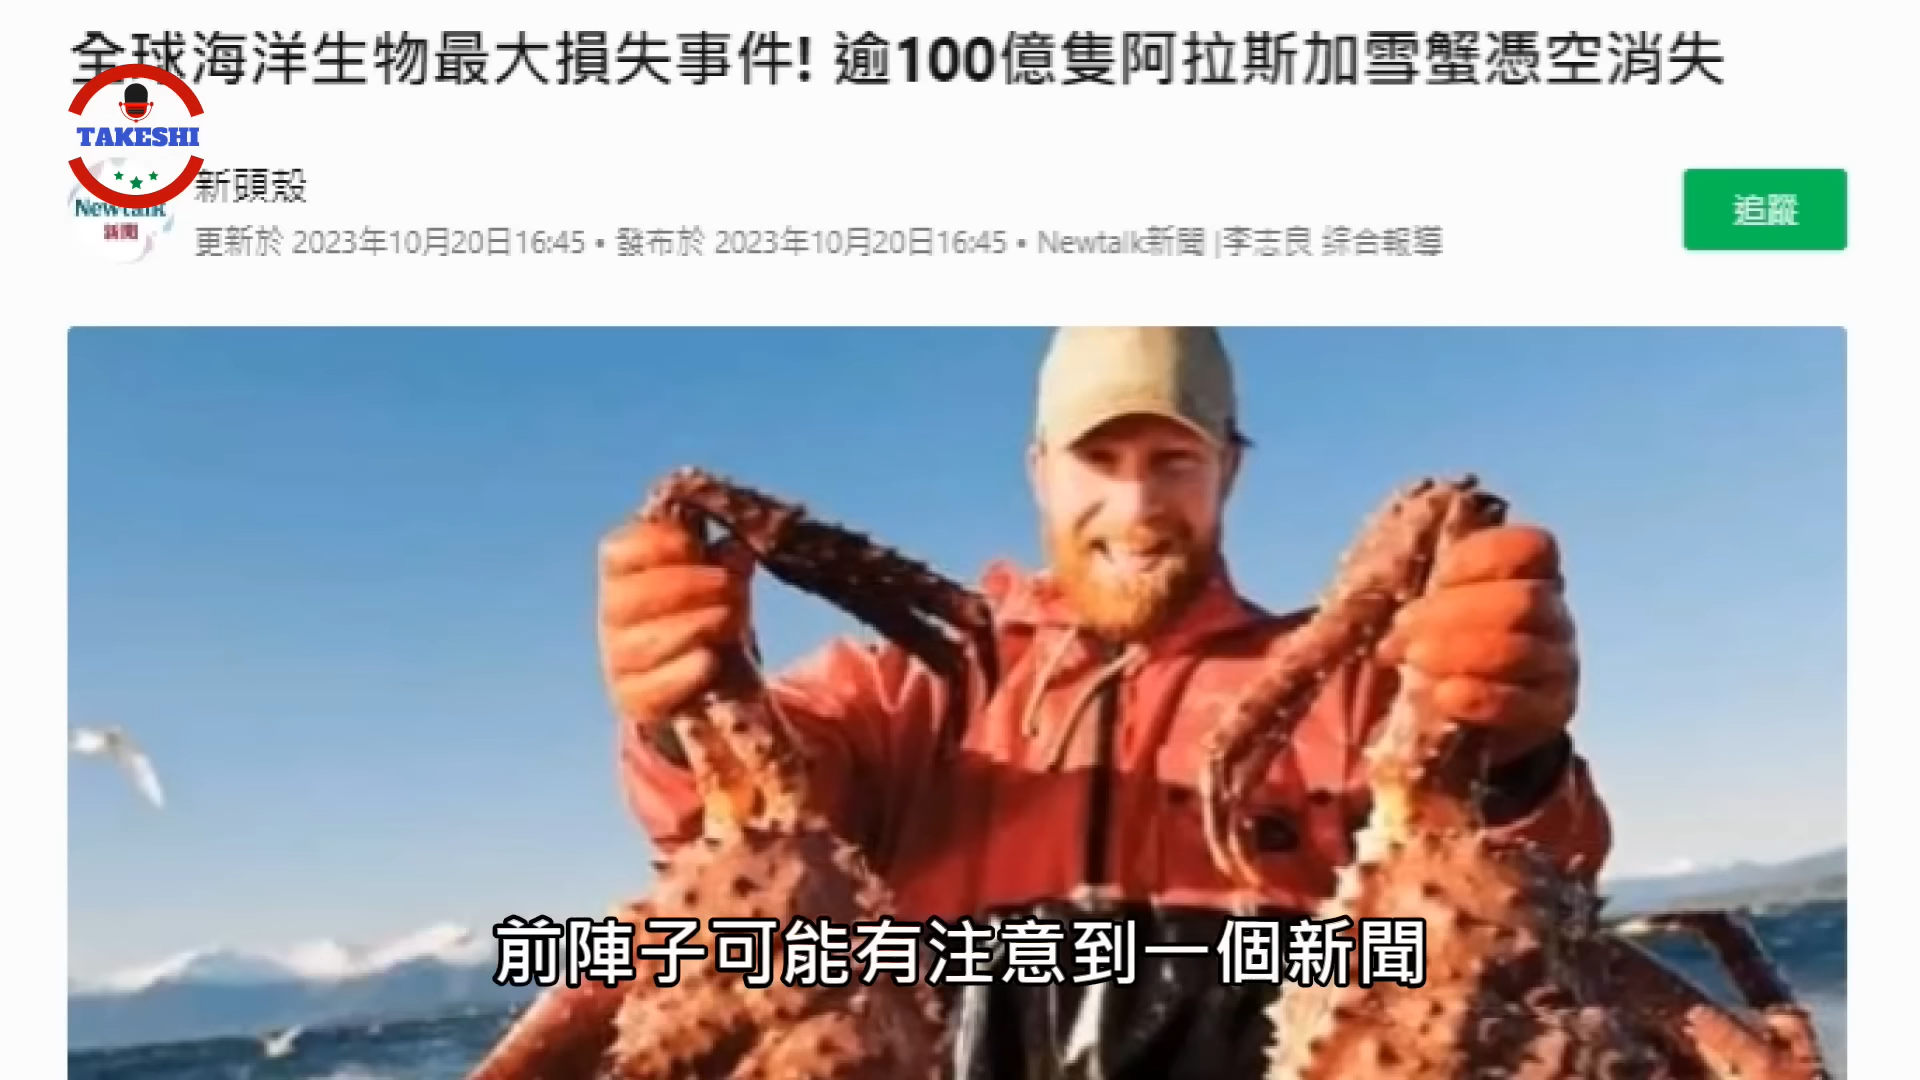 全球海洋生物最大損失事件! 逾100億隻阿拉斯加雪蟹憑空消失
TAKESHI
新頭殼
Newtalk
新聞
更新於 2023年10月20日16:45 • 發布於 2023年10月20日16:45 • Newtalk新聞 |李志良 綜合報導
追蹤
前陣子可能有注意到一個新聞